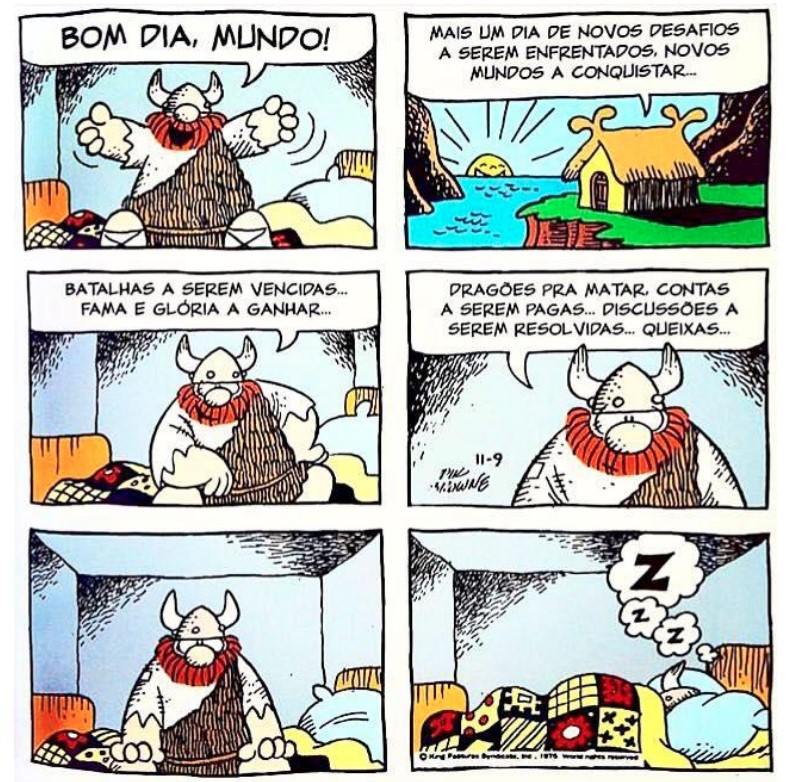 BOM DIA, MUNDO!
MAIS UM DIA DE NOVOS DESAFIOS
A SEREM ENFRENTADOS, NOVOS
MUNDOS A CONQUISTAR...
BATALHAS A SEREM VENCIDAS...
FAMA E GLÓRIA A GANHAR...
DRAGÕES PRA MATAR, CONTAS
A SEREM PAGAS... DISCUSSÕES A
SEREM RESOLVIDAS... QUEIXAS...
11-9
DIK
BROWNE
Z
Z
Z
© King Features Syndicate, Inc., 1975. World rights reserved